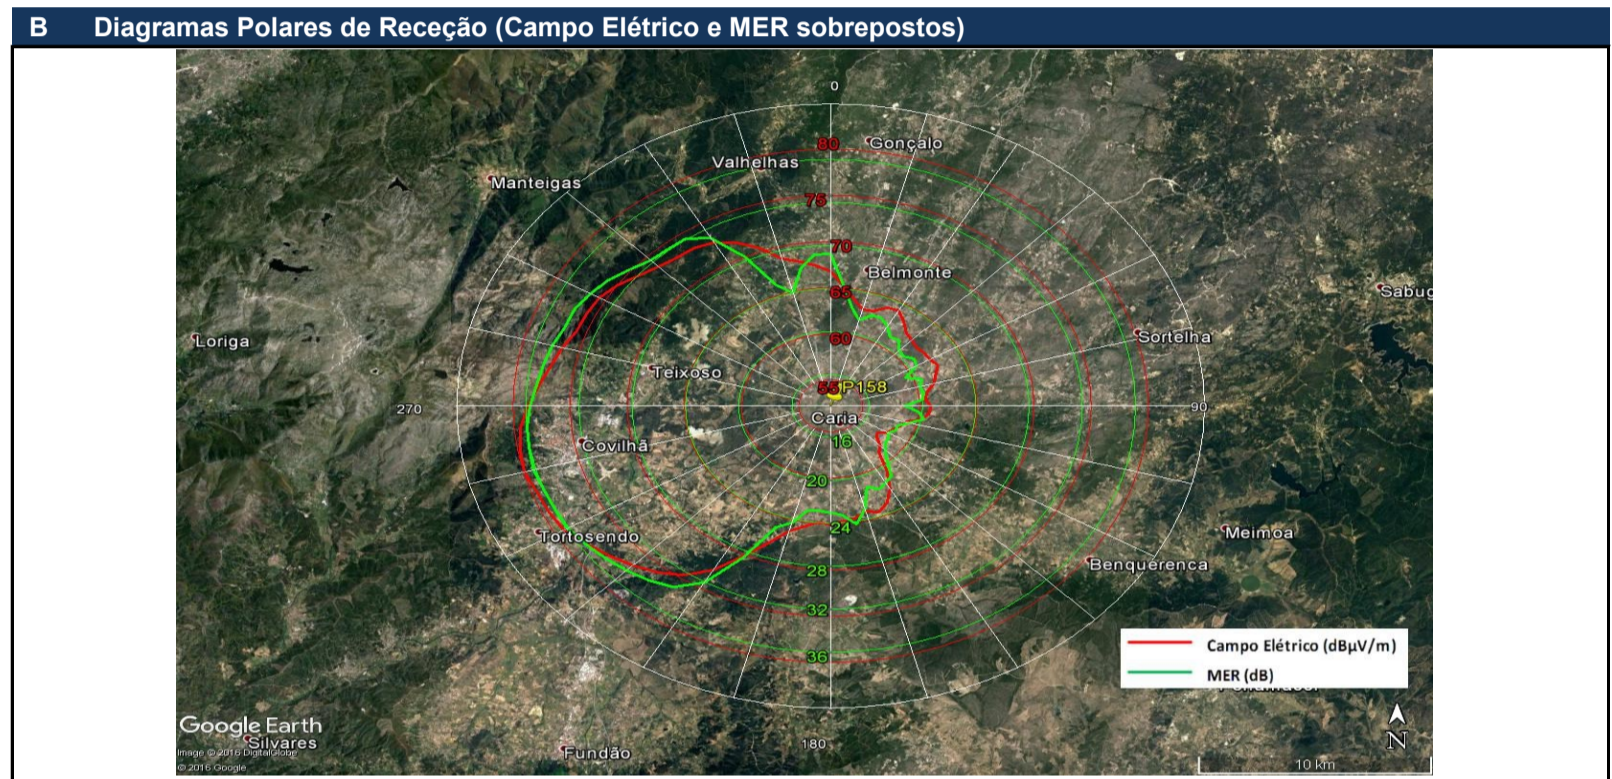 B Diagramas Polares de Receção (Campo Elétrico e MER sobrepostos)
0
80
Gonçalo
Valhelhas
Manteigas
75
70
Belmonte
65
Sabug
60
Sortelha
Loriga
Teixoso
55
P158
270
90
Caria
16
Covilhã
20
24
Tortosendo
Meimoa
28
Benquerenca
32
Campo Elétrico (dBµV/m)
36
MER (dB)
Google Earth
Silvares
180
N
Fundão
Image © 2016 DigitalGlobe
© 2016 Google
10 km